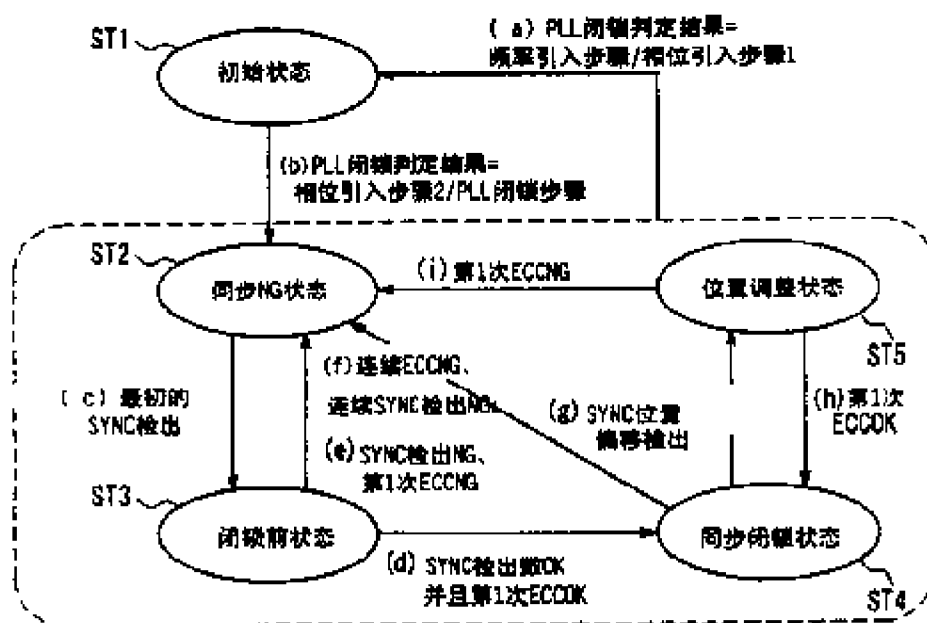 ST1
初始状态
(a) PLL闭锁判定结果=
频率引入步骤/相位引入步骤1
(b)PLL闭锁判定结果=
相位引入步骤2/PLL闭锁步骤
ST2
同步NG状态
(i)第1次ECCNG
位置调整状态
ST5
(c)最初的
SYNC检出
(f)连续ECCNG、
连续SYNC检出NG
(g)SYNC位置
偏移检出
(h)第1次
ECCOK
(e)SYNC检出NG、
第1次ECCNG
ST3
闭锁前状态
同步闭锁状态
ST4
(d) SYNC检出数OK
并且第1次ECCOK